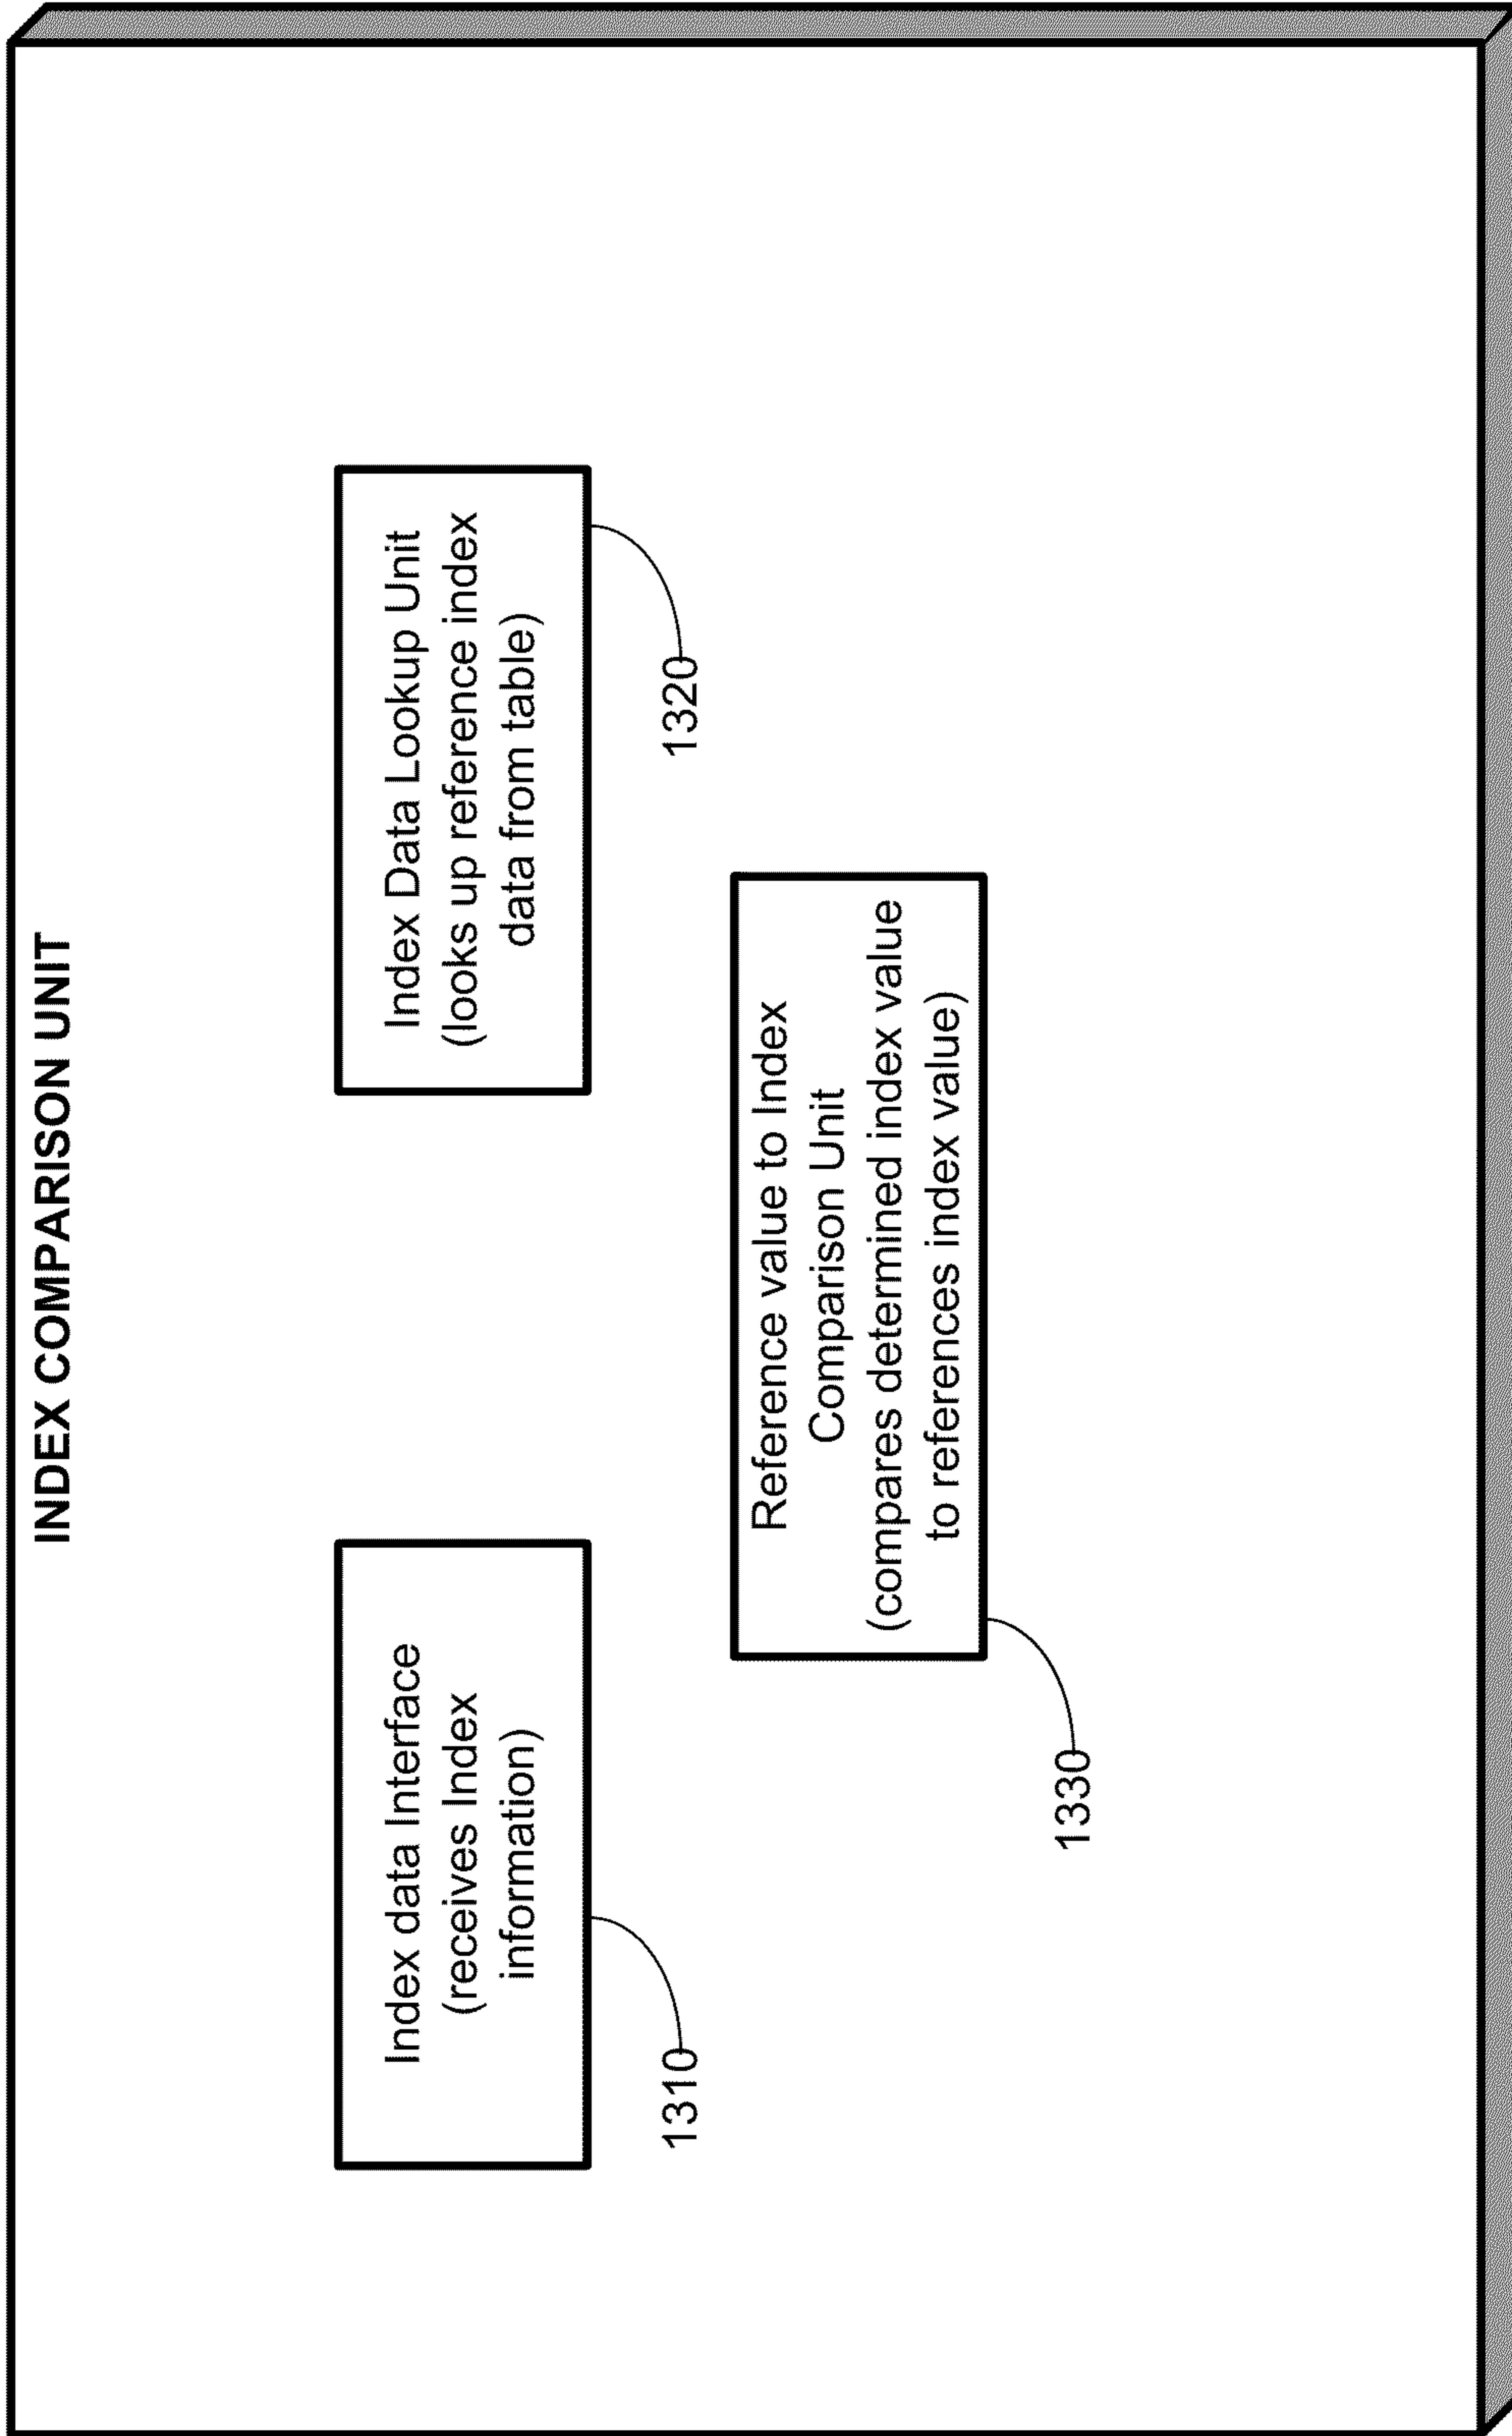 INDEX COMPARISON UNIT
Index data Interface
(receives Index
information)
1310
Index Data Lookup Unit
(looks up reference index
data from table)
1320
Reference value to Index
Comparison Unit
(compares determined index value
to references index value)
1330